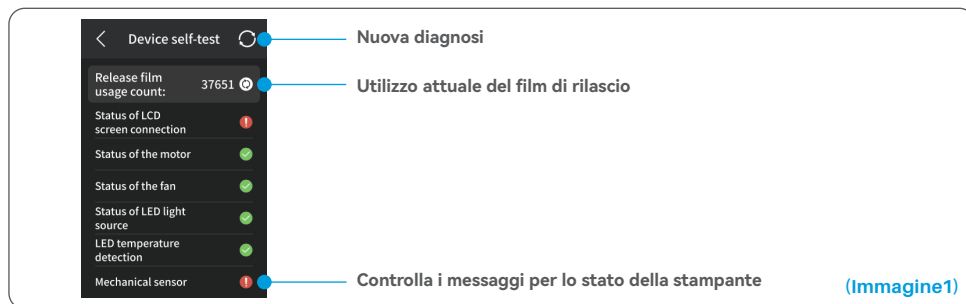 Device self-test
Nuova diagnosi
Release film
usage count:
37651
Utilizzo attuale del film di rilascio
Status of LCD
screen connection
Status of the motor
Status of the fan
Status of LED light
source
LED temperature
detection
Mechanical sensor
Controlla i messaggi per lo stato della stampante
(Immagine1)